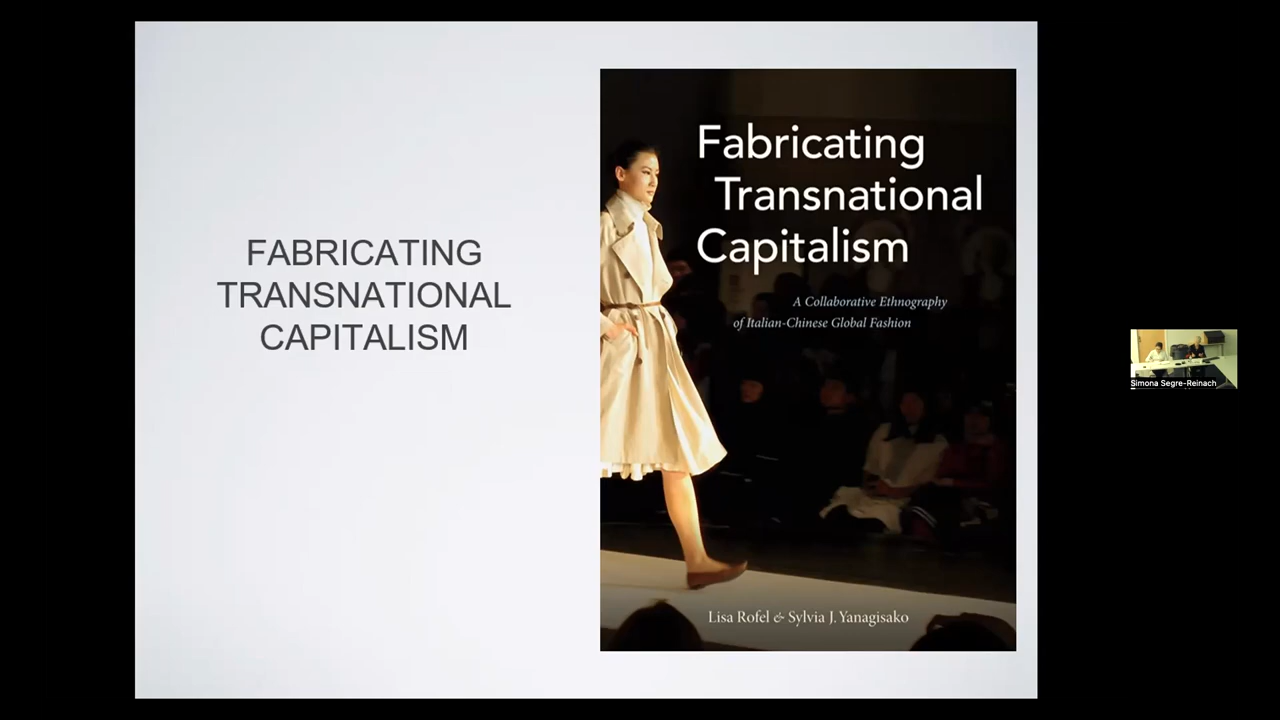 FABRICATING
TRANSNATIONAL
CAPITALISM
Fabricating
Transnational
Capitalism
A Collaborative Ethnography
of Italian-Chinese Global Fashion
Lisa Rofel & Sylvia J. Yanagisako
Simona Segre-Reinach